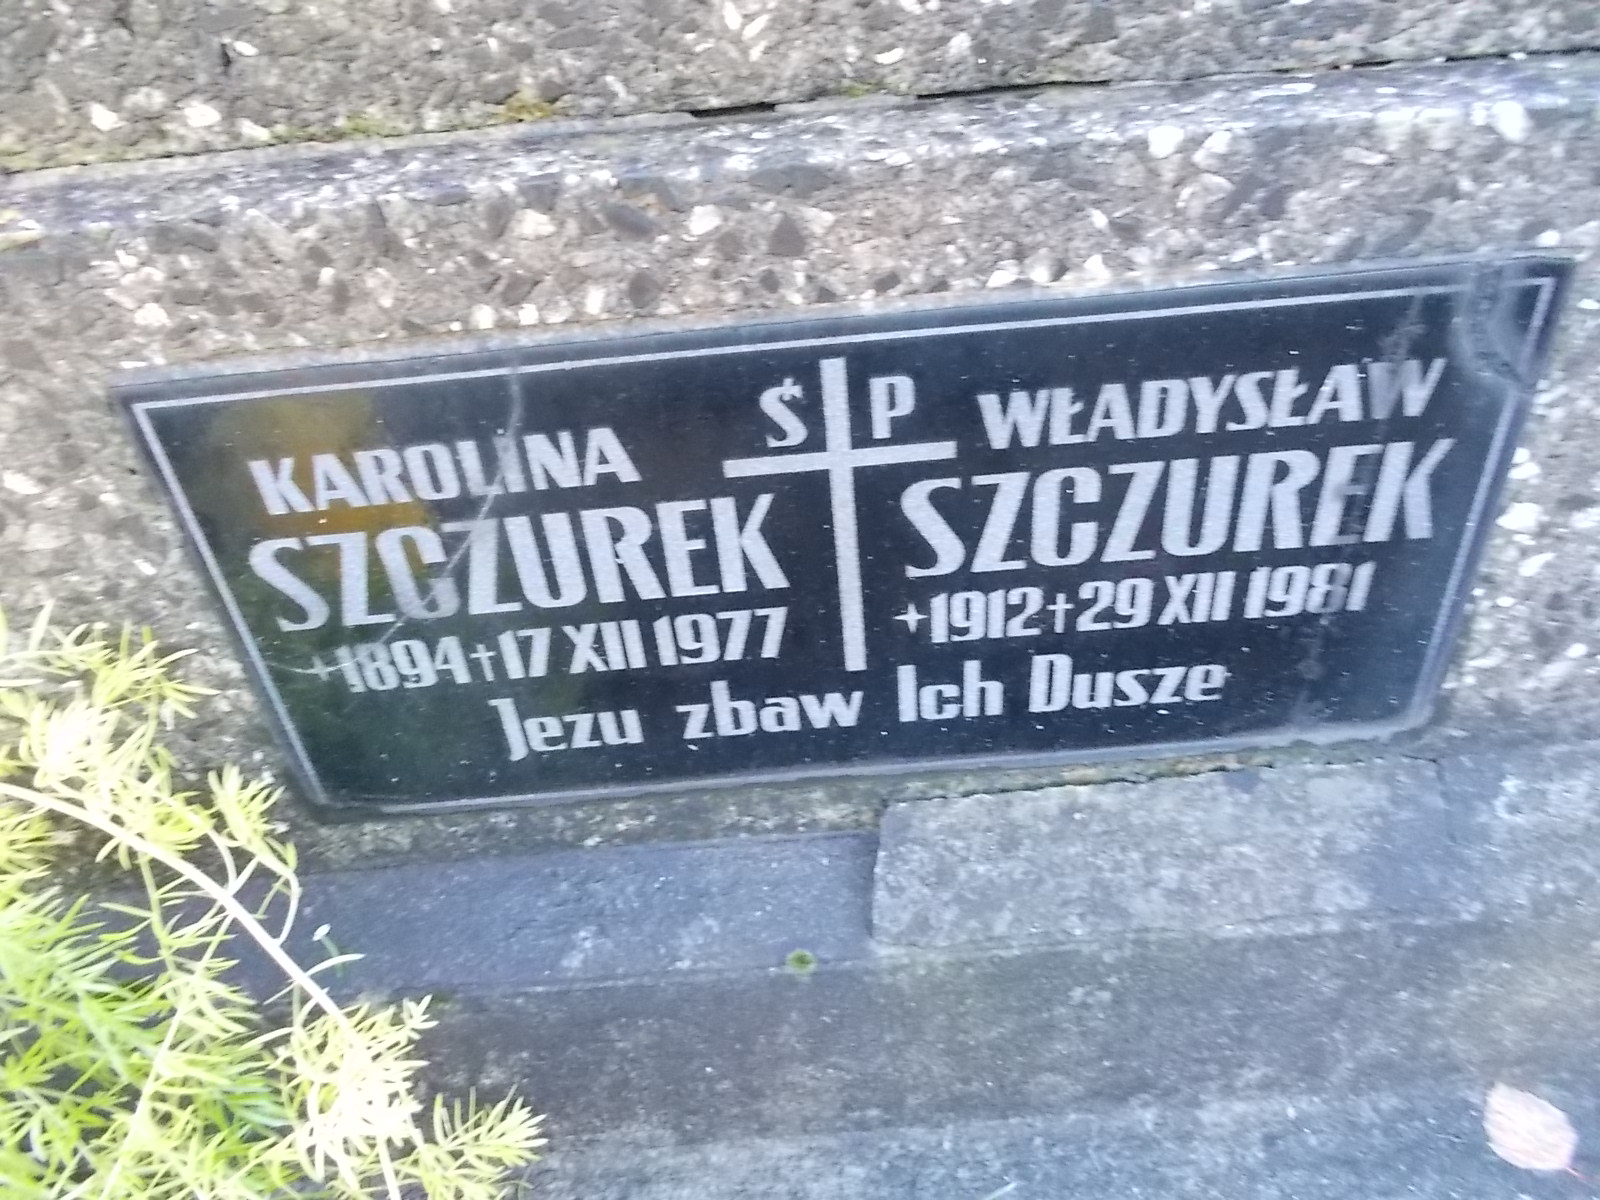 Ś P
KAROLINA
SZCZUREK
+1894†17 XII 1977
WŁADYSŁAW
SZCZUREK
+1912†29 XII 1981
Jezu zbaw Ich Dusze